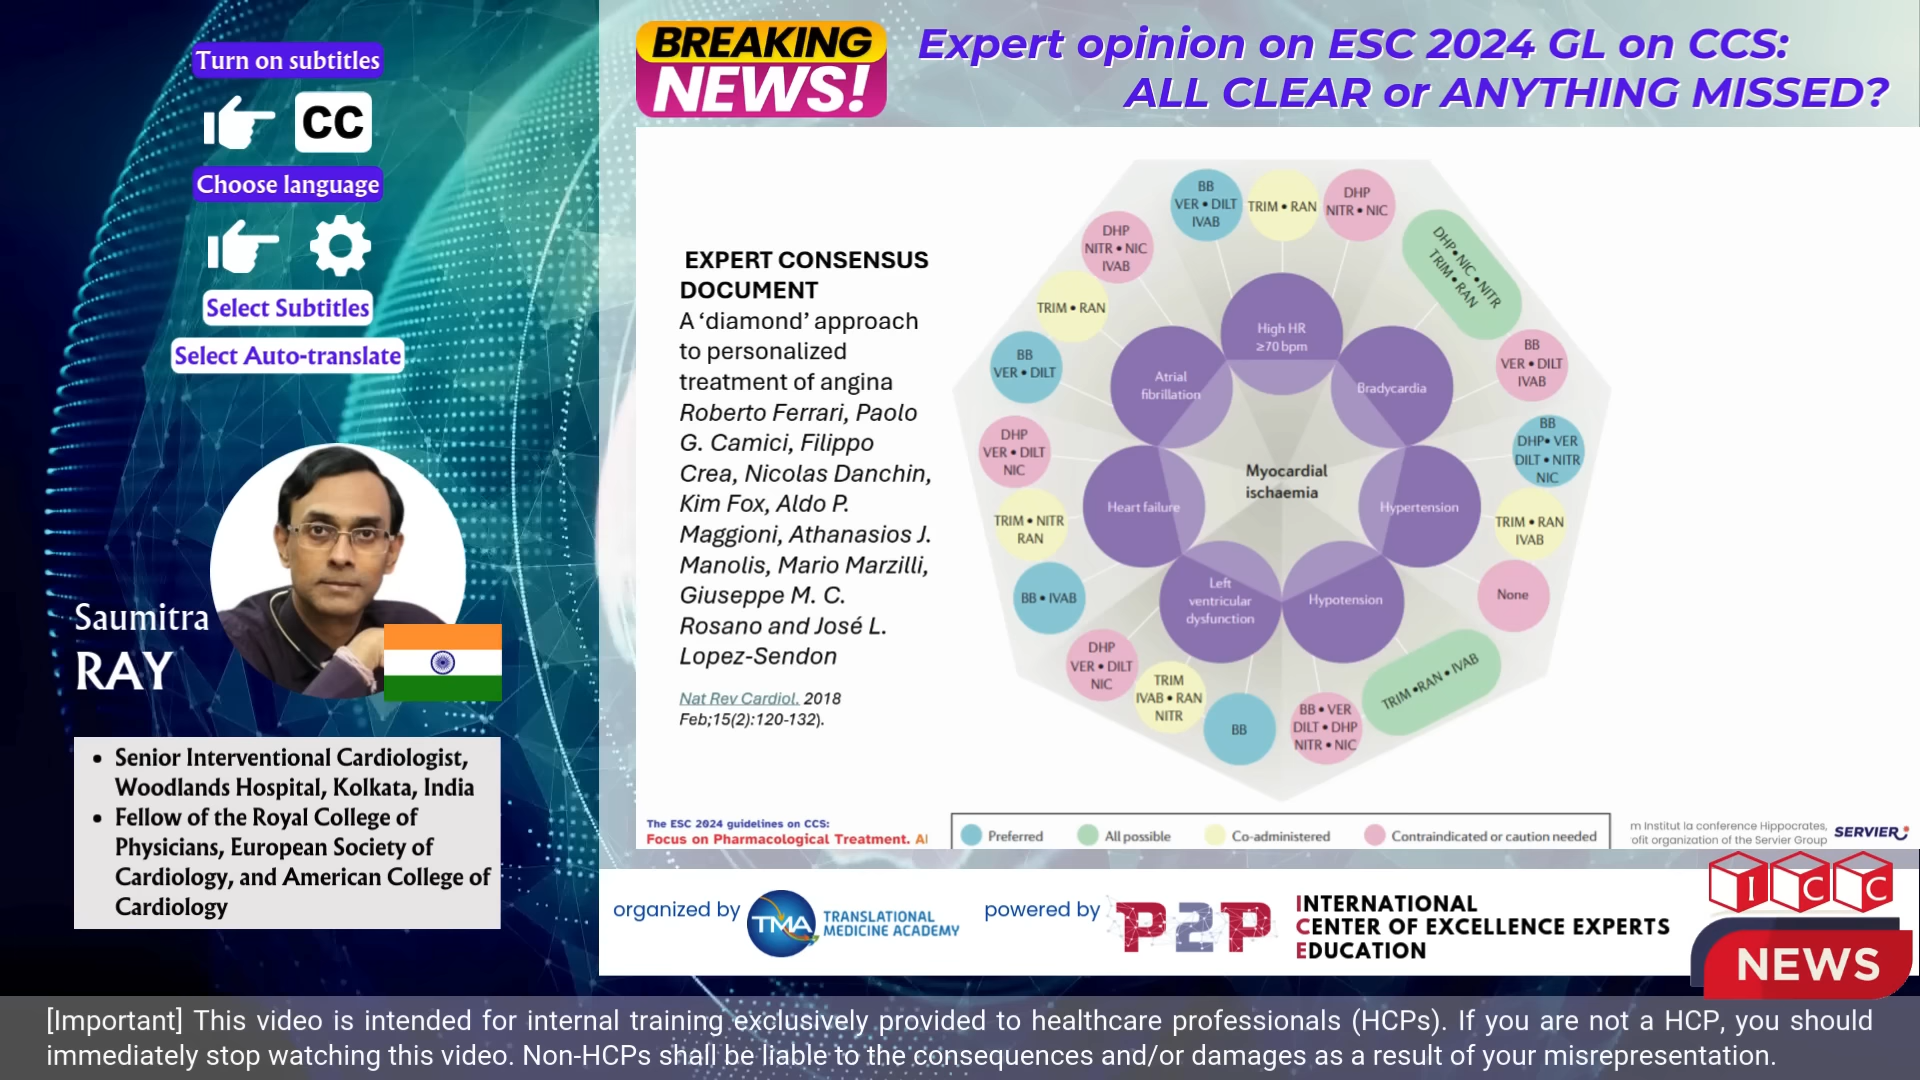 Turn on subtitles
CC
Choose language
Select Subtitles
Select Auto-translate
Saumitra
RAY
• Senior Interventional Cardiologist,
Woodlands Hospital, Kolkata, India
• Fellow of the Royal College of
Physicians, European Society of
Cardiology, and American College of
Cardiology
BREAKING
NEWS!
Expert opinion on ESC 2024 GL on CCS:
ALL CLEAR or ANYTHING MISSED?
EXPERT CONSENSUS
DOCUMENT
A ‘diamond’ approach
to personalized
treatment of angina
Roberto Ferrari, Paolo
G. Camici, Filippo
Crea, Nicolas Danchin,
Kim Fox, Aldo P.
Maggioni, Athanasios J.
Manolis, Mario Marzilli,
Giuseppe M. C.
Rosano and José L.
Lopez-Sendon
Nat Rev Cardiol. 2018
Feb;15(2):120-132).
BB
VER • DILT
IVAB
TRIM • RAN
DHP
NITR • NIC
High HR
≥70 bpm
DHP • NIC • NITR
TRIM • RAN
BB
VER • DILT
IVAB
Bradycardia
BB
DHP • VER
DILT • NITR
NIC
TRIM • RAN
IVAB
None
Hypertension
TRIM • RAN • IVAB
BB • VER
DILT • DHP
NITR • NIC
Hypotension
BB
TRIM
IVAB • RAN
NITR
DHP
VER • DILT
NIC
Left
ventricular
dysfunction
BB • IVAB
TRIM • NITR
RAN
DHP
VER • DILT
NIC
Heart failure
BB
VER • DILT
TRIM • RAN
DHP
NITR • NIC
IVAB
Atrial
fibrillation
Myocardial
ischaemia
The ESC 2024 guidelines on CCS:
Focus on Pharmacological Treatment. Al
Preferred
All possible
Co-administered
Contraindicated or caution needed
m Institut la conference Hippocrates,
ofit organization of the Servier Group
SERVIER
organized by
TMA
TRANSLATIONAL
MEDICINE ACADEMY
powered by
P2P
INTERNATIONAL
CENTER OF EXCELLENCE EXPERTS
EDUCATION
ICC
NEWS
[Important] This video is intended for internal training exclusively provided to healthcare professionals (HCPs). If you are not a HCP, you should
immediately stop watching this video. Non-HCPs shall be liable to the consequences and/or damages as a result of your misrepresentation.